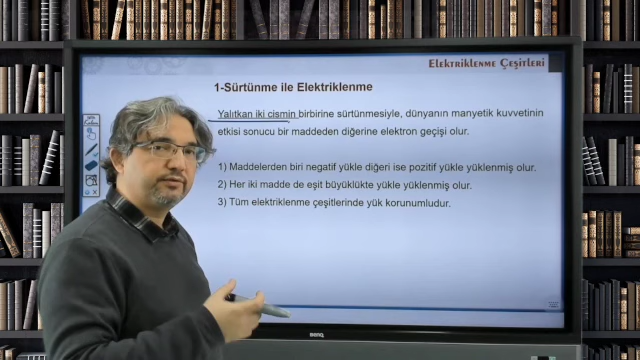 Elektriklenme Çeşitleri
1-Sürtünme ile Elektriklenme
Yalıtkan iki cismin birbirine sürtünmesiyle, dünyanın manyetik kuvvetinin
etkisi sonucu bir maddeden diğerine elektron geçişi olur.
1) Maddelerden biri negatif yükle diğeri ise pozitif yükle yüklenmiş olur.
2) Her iki madde de eşit büyüklükte yükle yüklenmiş olur.
3) Tüm elektriklenme çeşitlerinde yük korunumludur.
BenQ